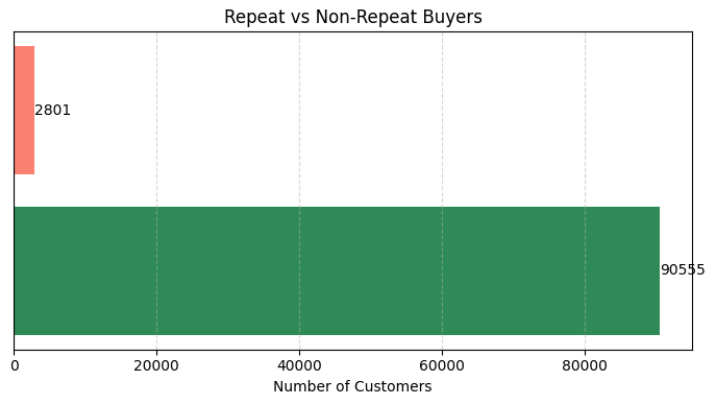 Repeat vs Non-Repeat Buyers
2801
90555
0 20000 40000 60000 80000
Number of Customers